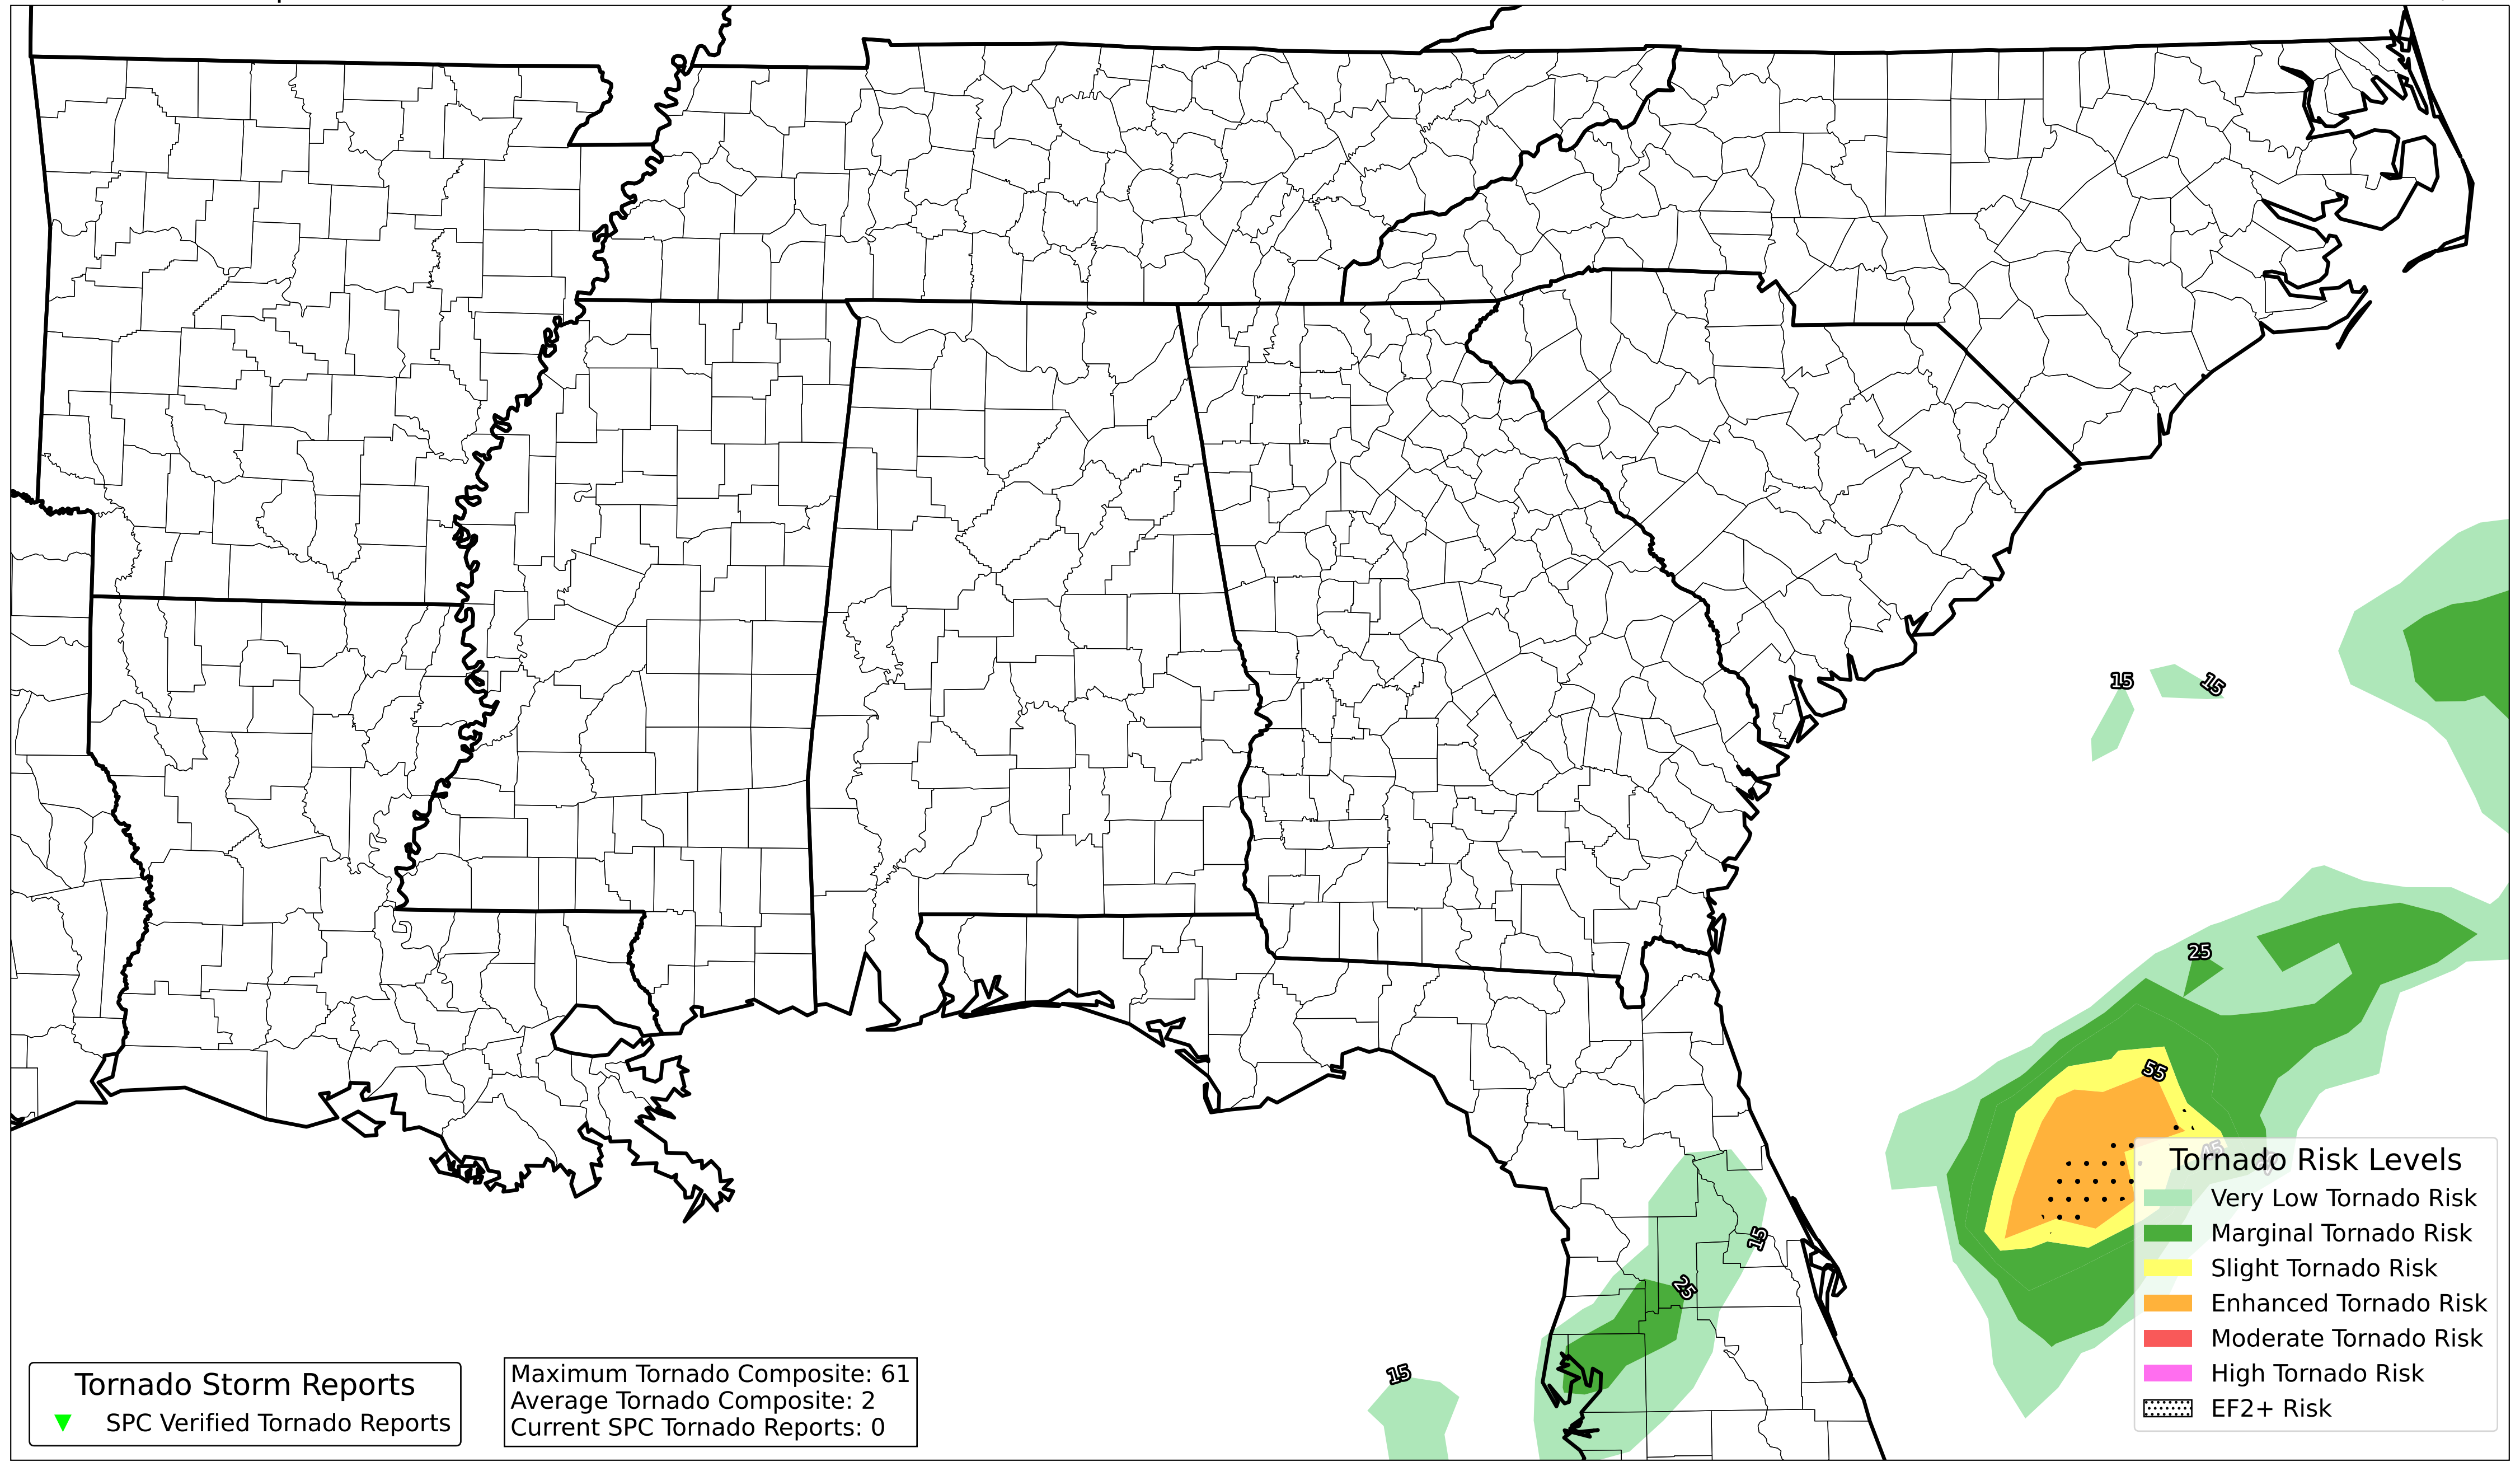 15
15
25
55
15
25
15
Tornado Risk Levels
Very Low Tornado Risk
Marginal Tornado Risk
Slight Tornado Risk
Enhanced Tornado Risk
Moderate Tornado Risk
High Tornado Risk
EF2+ Risk
Tornado Storm Reports
SPC Verified Tornado Reports
Maximum Tornado Composite: 61
Average Tornado Composite: 2
Current SPC Tornado Reports: 0